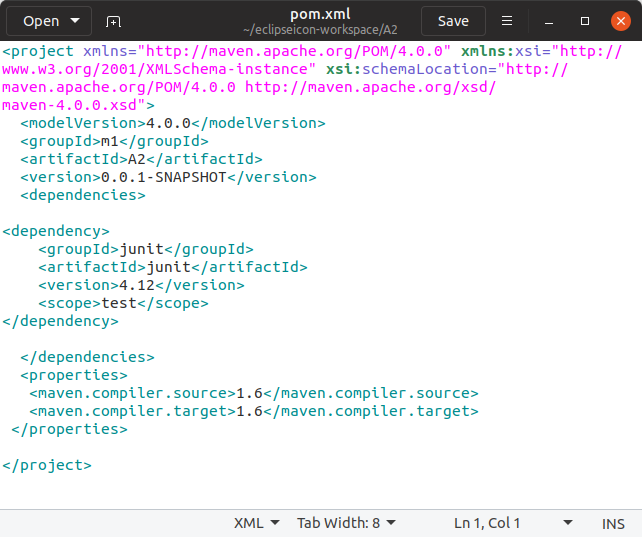 Open
pom.xml
~/eclipseicon-workspace/A2
Save
<project xmlns="http://maven.apache.org/POM/4.0.0" xmlns:xsi="http://
www.w3.org/2001/XMLSchema-instance" xsi:schemaLocation="http://
maven.apache.org/POM/4.0.0 http://maven.apache.org/xsd/
maven-4.0.0.xsd">
  <modelVersion>4.0.0</modelVersion>
  <groupId>m1</groupId>
  <artifactId>A2</artifactId>
  <version>0.0.1-SNAPSHOT</version>
  <dependencies>
<dependency>
    <groupId>junit</groupId>
    <artifactId>junit</artifactId>
    <version>4.12</version>
    <scope>test</scope>
</dependency>
  </dependencies>
  <properties>
   <maven.compiler.source>1.6</maven.compiler.source>
   <maven.compiler.target>1.6</maven.compiler.target>
 </properties>
</project>
XML Tab Width: 8 Ln 1, Col 1 INS